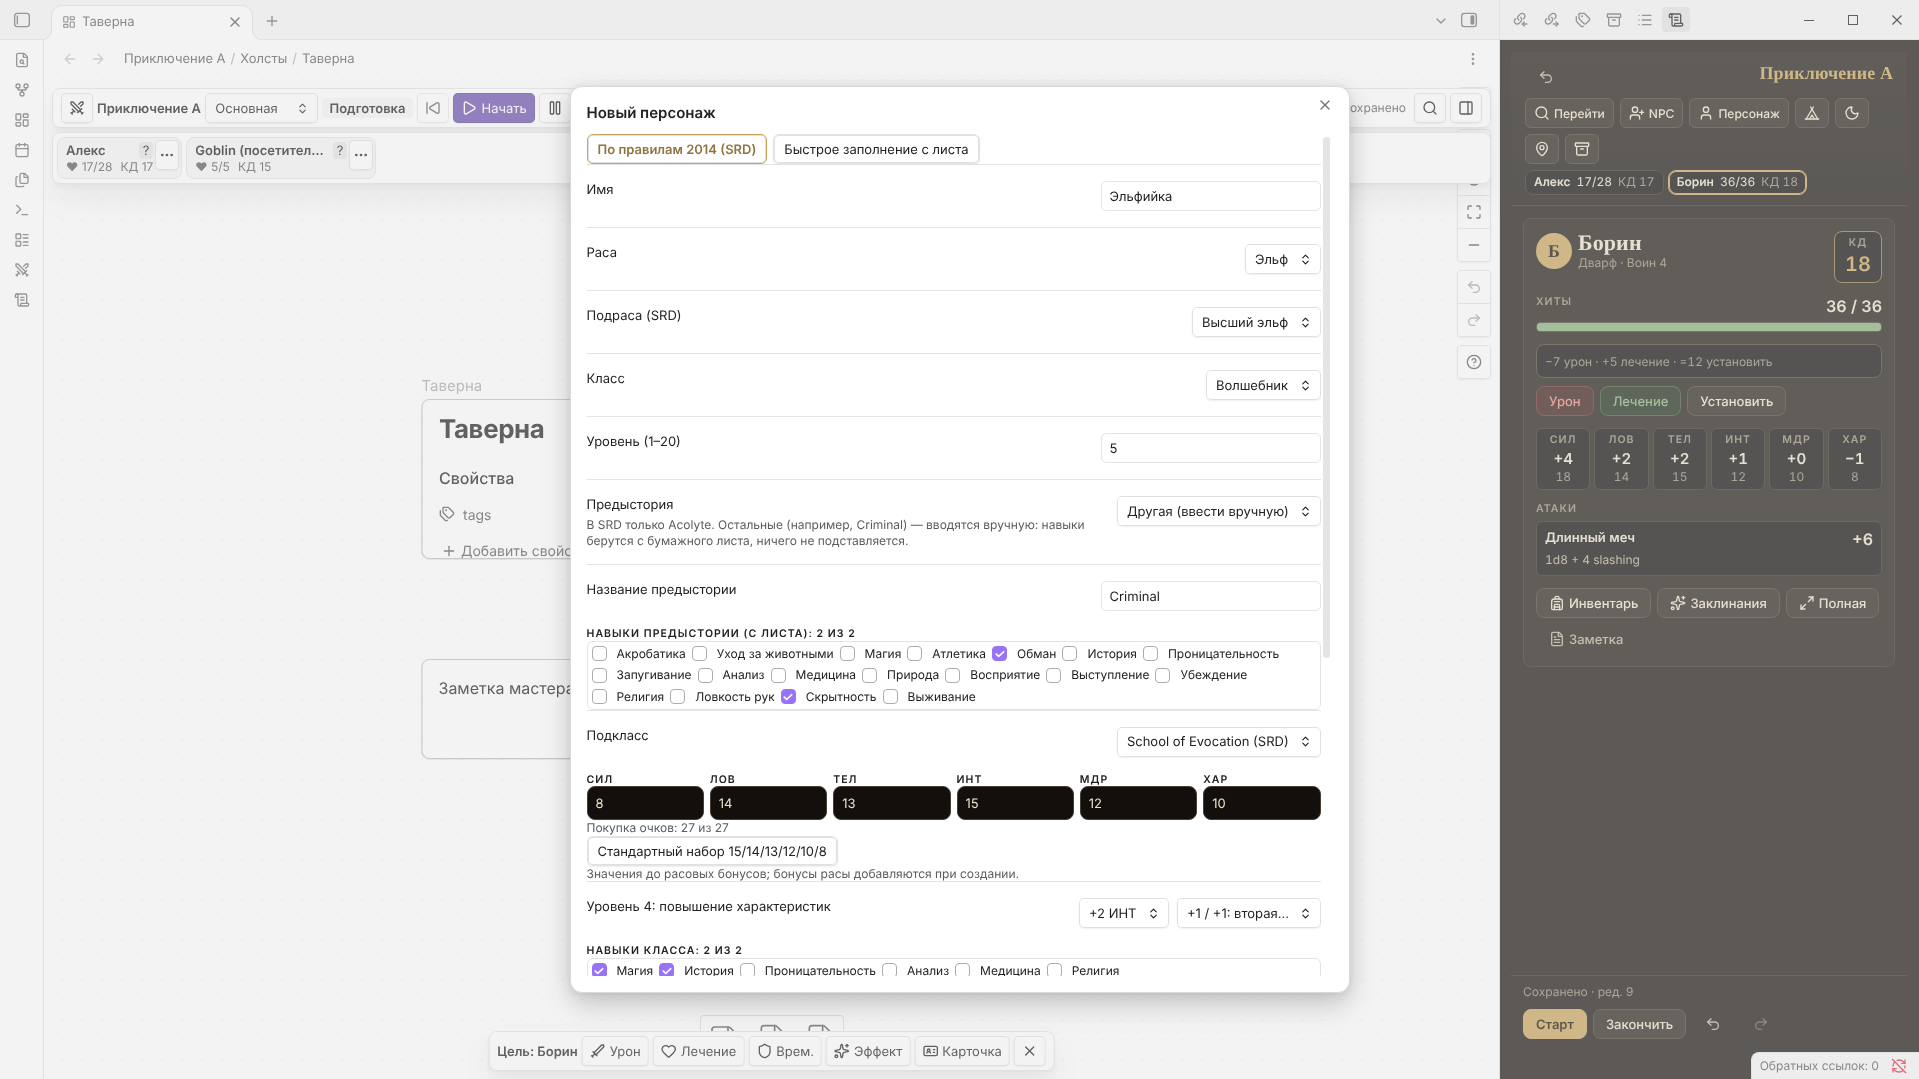 Таверна
Приключение А / Холсты / Таверна
Приключение А
Основная
Подготовка
Начать
охранено
Алекс ?
17/28 КД 17
Goblin (посетител... ?
5/5 КД 15
Таверна
Таверна
Свойства
tags
Добавить свойс
Заметка мастера
Новый персонаж
По правилам 2014 (SRD)
Быстрое заполнение с листа
Имя
Эльфийка
Раса
Эльф
Подраса (SRD)
Высший эльф
Класс
Волшебник
Уровень (1–20)
5
Предыстория
Другая (ввести вручную)
В SRD только Acolyte. Остальные (например, Criminal) — вводятся вручную: навыки
берутся с бумажного листа, ничего не подставляется.
Название предыстории
Criminal
НАВЫКИ ПРЕДЫСТОРИИ (С ЛИСТА): 2 ИЗ 2
Акробатика Уход за животными Магия Атлетика Обман История Проницательность
Запугивание Анализ Медицина Природа Восприятие Выступление Убеждение
Религия Ловкость рук Скрытность Выживание
Подкласс
School of Evocation (SRD)
СИЛ ЛОВ ТЕЛ ИНТ МДР ХАР
8 14 13 15 12 10
Покупка очков: 27 из 27
Стандартный набор 15/14/13/12/10/8
Значения до расовых бонусов; бонусы расы добавляются при создании.
Уровень 4: повышение характеристик
+2 ИНТ
+1 / +1: вторая...
НАВЫКИ КЛАССА: 2 ИЗ 2
Магия История Проницательность Анализ Медицина Религия
Цель: Борин
Урон
Лечение
Врем.
Эффект
Карточка
Приключение А
Перейти
NPC
Персонаж
Алекс 17/28 КД 17
Борин 36/36 КД 18
Б
Борин
Дварф · Воин 4
КД
18
ХИТЫ
36 / 36
−7 урон · +5 лечение · =12 установить
Урон
Лечение
Установить
СИЛ ЛОВ ТЕЛ ИНТ МДР ХАР
+4 +2 +2 +1 +0 −1
18 14 15 12 10 8
АТАКИ
Длинный меч
+6
1d8 + 4 slashing
Инвентарь
Заклинания
Полная
Заметка
Сохранено · ред. 9
Старт
Закончить
Обратных ссылок: 0